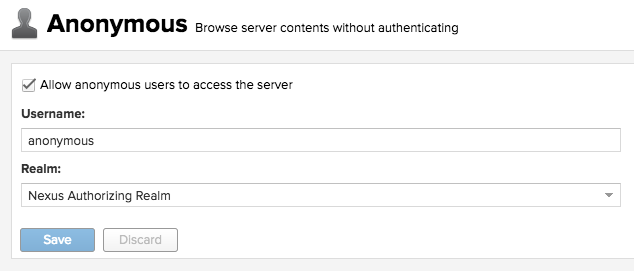 Anonymous Browse server contents without authenticating
Allow anonymous users to access the server
Username:
anonymous
Realm:
Nexus Authorizing Realm
Save Discard